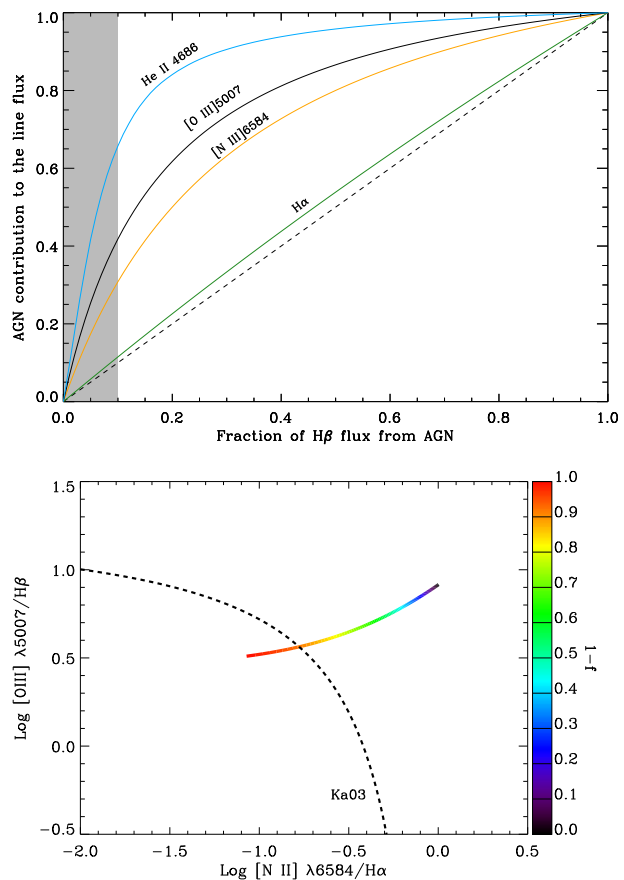 1.0
0.8
0.6
0.4
0.2
0.0
AGN contribution to the line flux
He II 4686
[O III]5007
[N III]6584
Hα
0.0 0.2 0.4 0.6 0.8 1.0
Fraction of Hβ flux from AGN
1.5
1.0
0.5
0.0
-0.5
Log [OIII] λ5007/Hβ
Ka03
-2.0 -1.5 -1.0 -0.5 0.0 0.5
Log [N II] λ6584/Hα
1.0
0.9
0.8
0.7
0.6
0.5
0.4
0.3
0.2
0.1
0.0
1-f